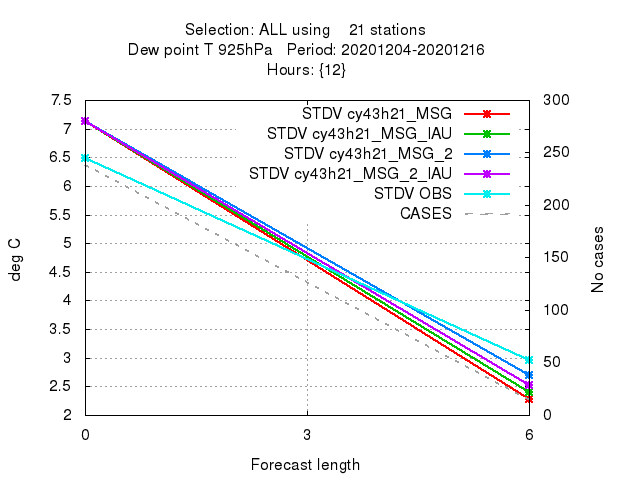 Selection: ALL using 21 stations
Dew point T 925hPa Period: 20201204-20201216
Hours: {12}
STDV cy43h21_MSG
STDV cy43h21_MSG_IAU
STDV cy43h21_MSG_2
STDV cy43h21_MSG_2_IAU
STDV OBS
CASES
7.5
7
6.5
6
5.5
5
4.5
4
3.5
3
2.5
2
deg C
300
250
200
150
100
50
0
No cases
0 3 6
Forecast length